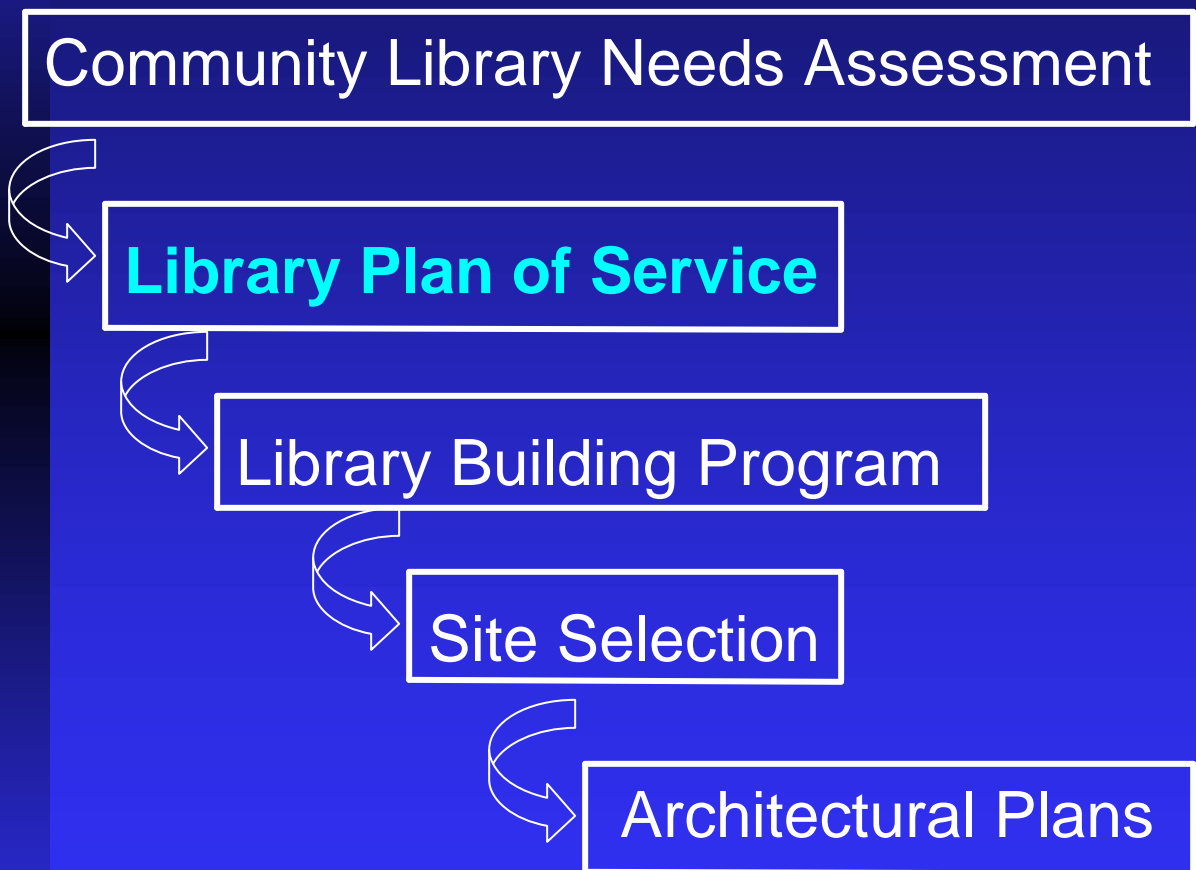 Community Library Needs Assessment
Library Plan of Service
Library Building Program
Site Selection
Architectural Plans